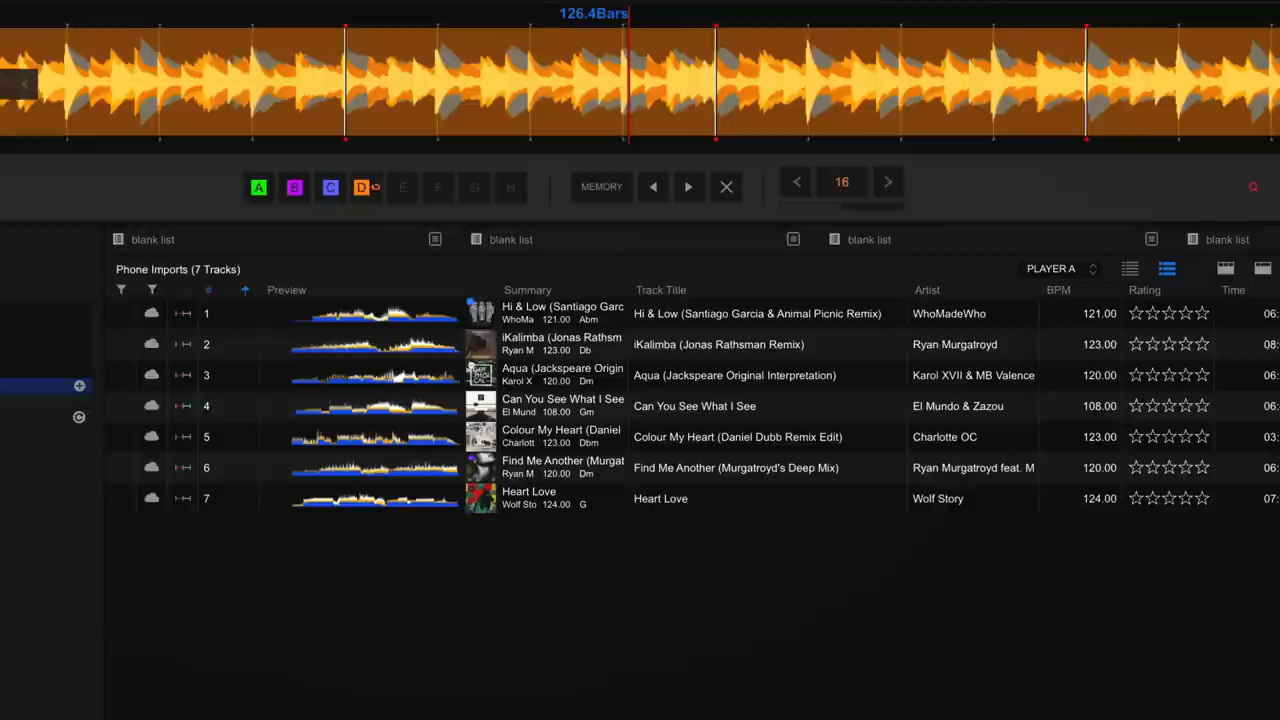 126.4Bars
A B C D E F G H MEMORY 16 Q
blank list blank list blank list blank list
Phone Imports (7 Tracks) PLAYER A
# Preview Summary Track Title Artist BPM Rating Time
1 Hi & Low (Santiago Garc WhoMa 121.00 Abm Hi & Low (Santiago Garcia & Animal Picnic Remix) WhoMadeWho 121.00 06:
2 iKalimba (Jonas Rathsm Ryan M 123.00 Db iKalimba (Jonas Rathsman Remix) Ryan Murgatroyd 123.00 08:
3 Aqua (Jackspeare Origin Karol X 120.00 Dm Aqua (Jackspeare Original Interpretation) Karol XVII & MB Valence 120.00 06:
4 Can You See What I See El Mund 108.00 Gm Can You See What I See El Mundo & Zazou 108.00 06:
5 Colour My Heart (Daniel Charlott 123.00 Dbm Colour My Heart (Daniel Dubb Remix Edit) Charlotte OC 123.00 03:
6 Find Me Another (Murgat Ryan M 120.00 Dm Find Me Another (Murgatroyd's Deep Mix) Ryan Murgatroyd feat. M 120.00 06:
7 Heart Love Wolf Sto 124.00 G Heart Love Wolf Story 124.00 07: